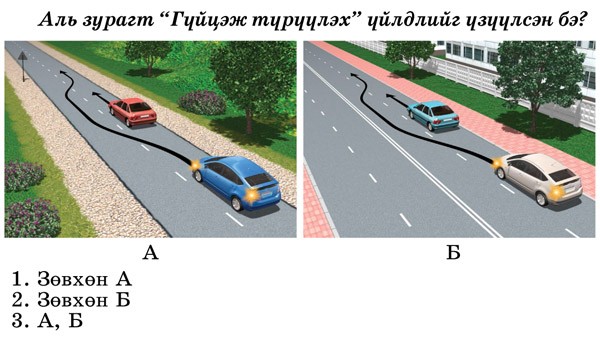 Аль зурагт “Гүйцэж түрүүлэх” үйлдлийг үзүүлсэн бэ?
А
Б
1. Зөвхөн А
2. Зөвхөн Б
3. А, Б